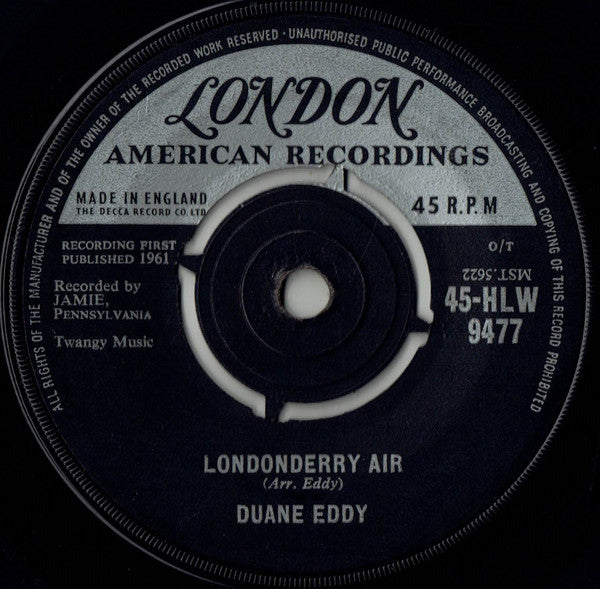 ALL RIGHTS OF THE MANUFACTURER AND OF THE OWNER OF THE RECORDED WORK RESERVED · UNAUTHORISED PUBLIC PERFORMANCE BROADCASTING AND COPYING OF THIS RECORD PROHIBITED
LONDON
AMERICAN RECORDINGS
MADE IN ENGLAND
THE DECCA RECORD CO LTD
45 R.P.M
RECORDING FIRST
PUBLISHED 1961
Recorded by
JAMIE,
PENNSYLVANIA
Twangy Music
O/T
MST.5622
45-HLW
9477
LONDONDERRY AIR
(Arr. Eddy)
DUANE EDDY